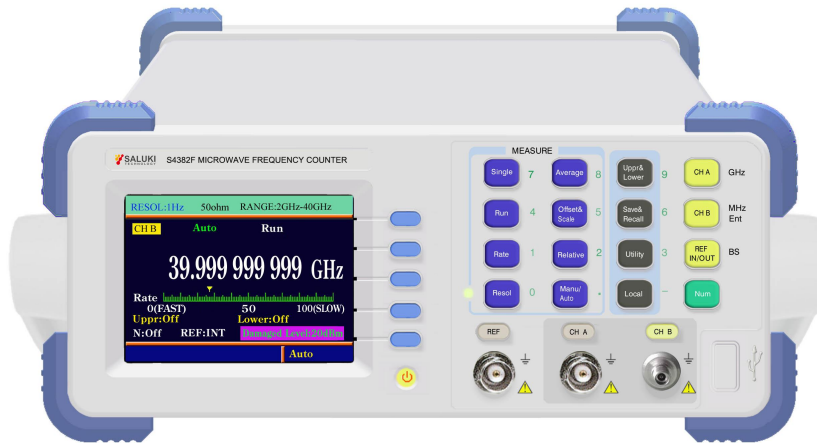 SALUKI
TECHNOLOGY
S4382F MICROWAVE FREQUENCY COUNTER
RESOL:1Hz 50ohm RANGE:2GHz-40GHz
CH B Auto Run
39.999 999 999 GHz
Rate
0(FAST) 50 100(SLOW)
Uppr:Off Lower:Off
N:Off REF:INT Damaged Level:20dBm
Auto
MEASURE
Single 7 Average 8 Uppr& Lower 9 CH A GHz
Run 4 Offset& Scale 5 Save& Recall 6 CH B MHz Ent
Rate 1 Relative 2 Utility 3 REF IN/OUT BS
Resol 0 Manu/ Auto . Local - Num
REF CH A CH B